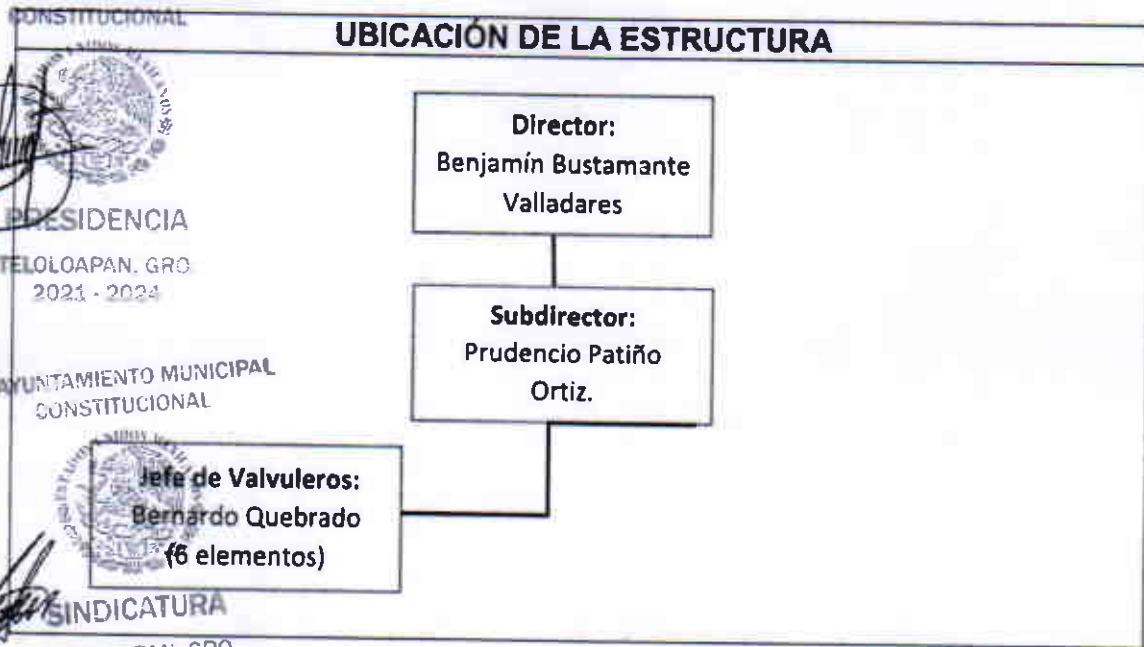 CONSTITUCIONAL
UBICACIÓN DE LA ESTRUCTURA
Director:
Benjamín Bustamante
Valladares
PRESIDENCIA
TELOLOAPAN, GRO
2021 - 2024
Subdirector:
Prudencio Patiño
Ortiz.
AYUNTAMIENTO MUNICIPAL
CONSTITUCIONAL
Jefe de Valvuleros:
Bernardo Quebrado
(6 elementos)
SINDICATURA
GRO